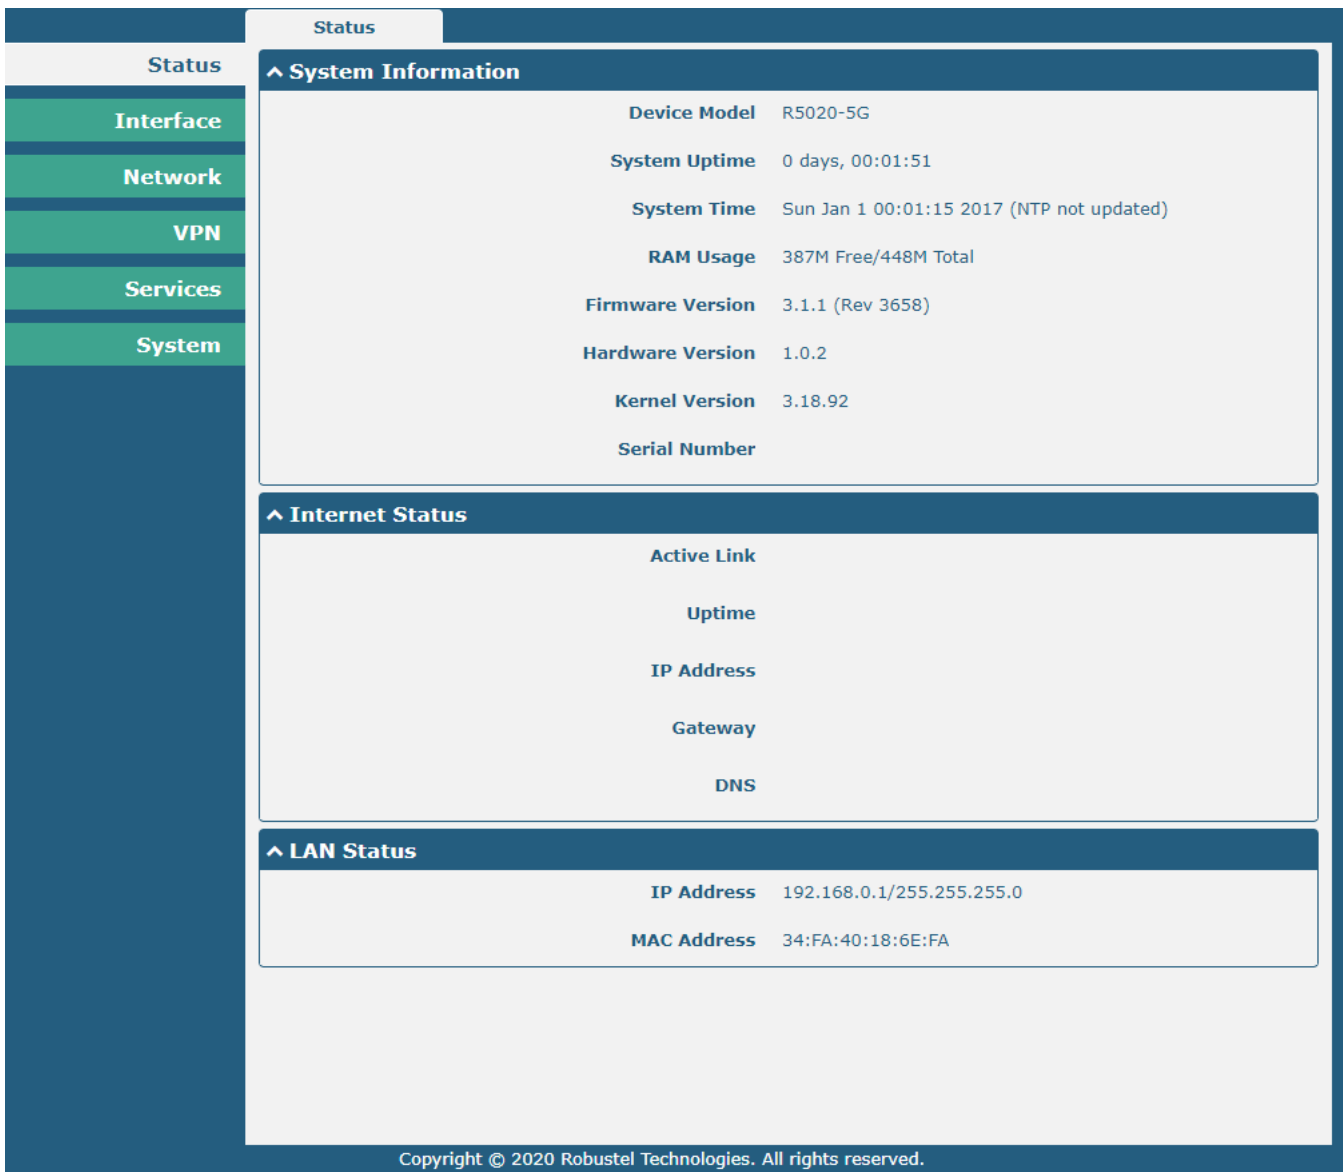 Status
Status
Interface
Network
VPN
Services
System
System Information
Device Model R5020-5G
System Uptime 0 days, 00:01:51
System Time Sun Jan 1 00:01:15 2017 (NTP not updated)
RAM Usage 387M Free/448M Total
Firmware Version 3.1.1 (Rev 3658)
Hardware Version 1.0.2
Kernel Version 3.18.92
Serial Number
Internet Status
Active Link
Uptime
IP Address
Gateway
DNS
LAN Status
IP Address 192.168.0.1/255.255.255.0
MAC Address 34:FA:40:18:6E:FA
Copyright © 2020 Robustel Technologies. All rights reserved.